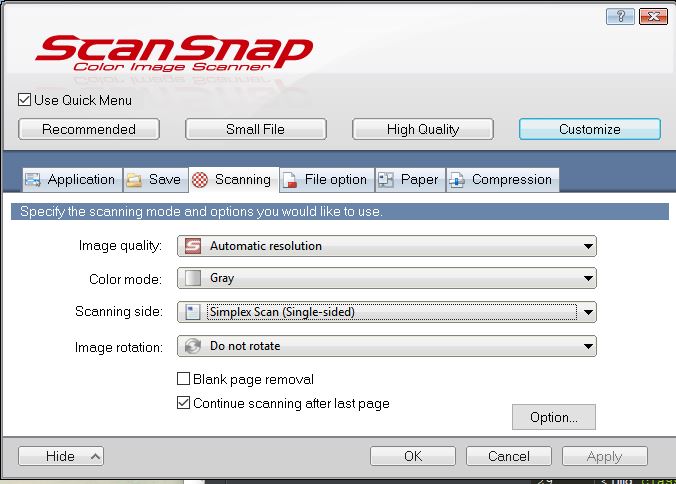 ?
ScanSnap
Color Image Scanner
Use Quick Menu
Recommended Small File High Quality Customize
Application Save Scanning File option Paper Compression
Specify the scanning mode and options you would like to use.
Image quality: S Automatic resolution
Color mode: Gray
Scanning side: Simplex Scan (Single-sided)
Image rotation: Do not rotate
Blank page removal
Continue scanning after last page
Option...
Hide OK Cancel Apply